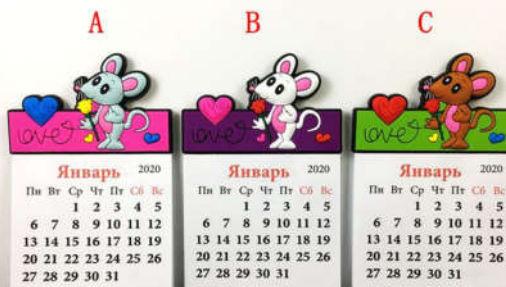 A B C
love love love
Январь 2020 Январь 2020 Январь 2020
Пн Вт Ср Чт Пт Сб Вс Пн Вт Ср Чт Пт Сб Вс Пн Вт Ср Чт Пт Сб Вс
1 2 3 4 5 1 2 3 4 5 1 2 3 4 5
6 7 8 9 10 11 12 6 7 8 9 10 11 12 6 7 8 9 10 11 12
13 14 15 16 17 18 19 13 14 15 16 17 18 19 13 14 15 16 17 18 19
20 21 22 23 24 25 26 20 21 22 23 24 25 26 20 21 22 23 24 25 26
27 28 29 30 31 27 28 29 30 31 27 28 29 30 31